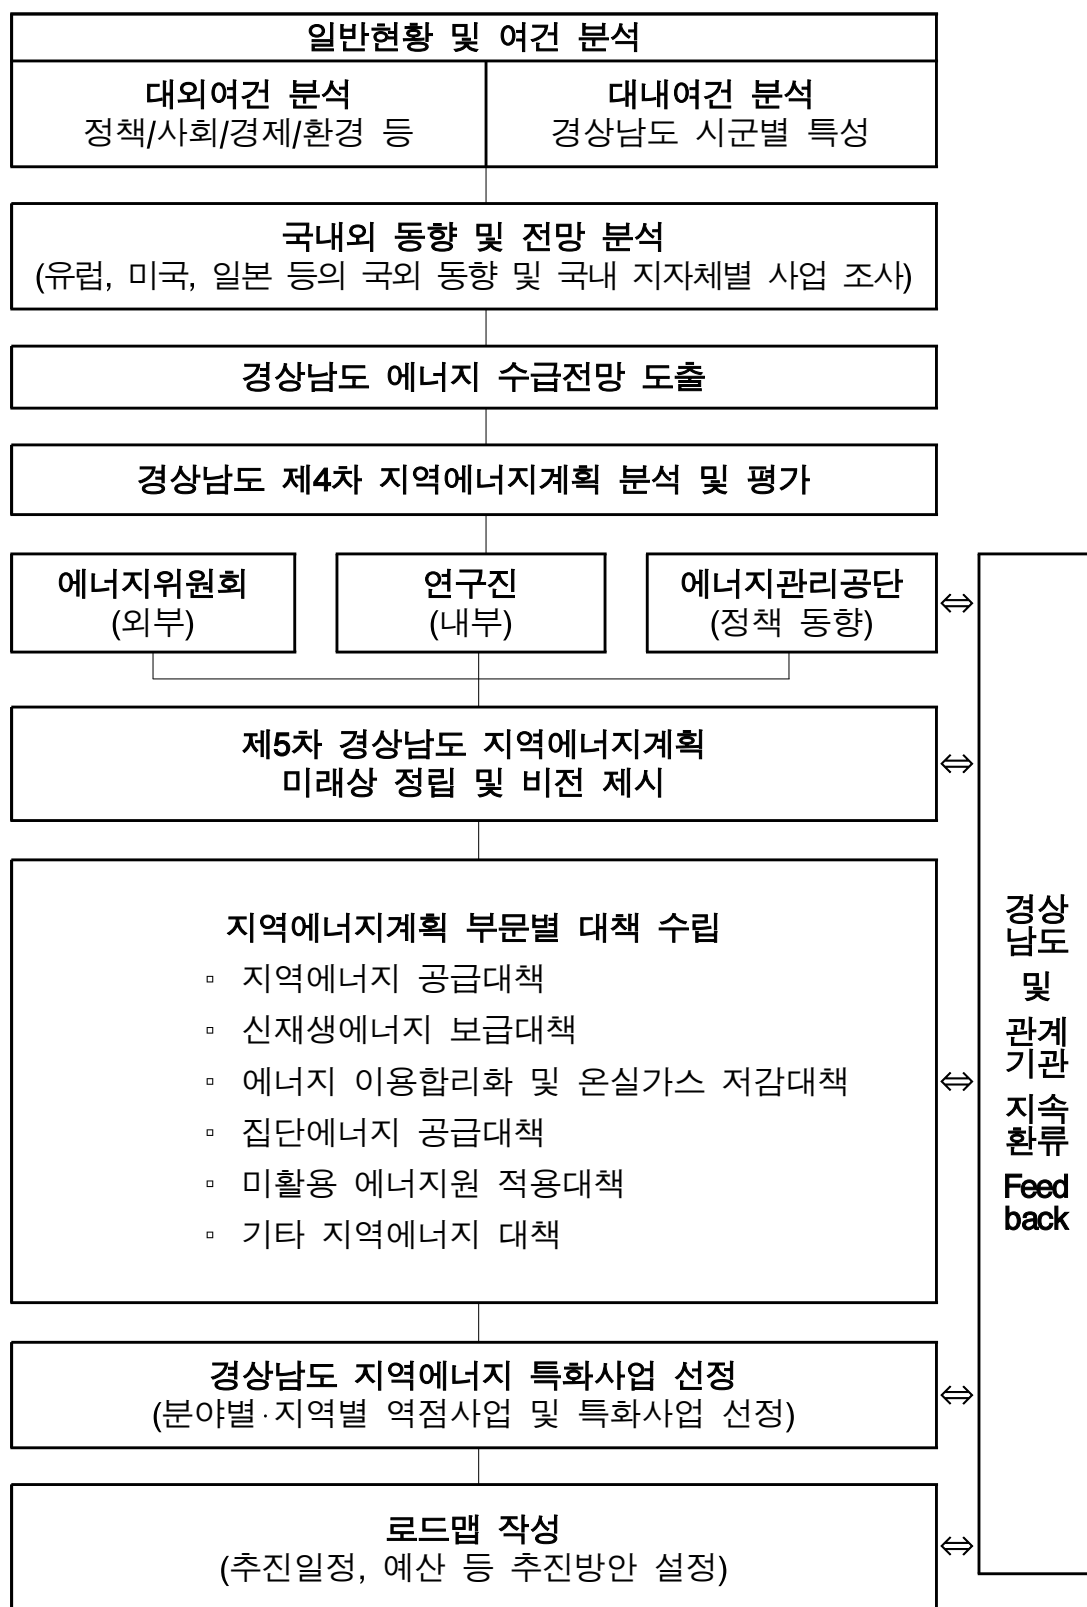 일반현황 및 여건 분석
대외여건 분석
정책/사회/경제/환경 등
대내여건 분석
경상남도 시군별 특성
국내외 동향 및 전망 분석
(유럽, 미국, 일본 등의 국외 동향 및 국내 지자체별 사업 조사)
경상남도 에너지 수급전망 도출
경상남도 제4차 지역에너지계획 분석 및 평가
에너지위원회
(외부)
연구진
(내부)
에너지관리공단
(정책 동향)
⇔
제5차 경상남도 지역에너지계획
미래상 정립 및 비전 제시
⇔
지역에너지계획 부문별 대책 수립
▫ 지역에너지 공급대책
▫ 신재생에너지 보급대책
▫ 에너지 이용합리화 및 온실가스 저감대책
▫ 집단에너지 공급대책
▫ 미활용 에너지원 적용대책
▫ 기타 지역에너지 대책
⇔
경상남도 지역에너지 특화사업 선정
(분야별·지역별 역점사업 및 특화사업 선정)
⇔
로드맵 작성
(추진일정, 예산 등 추진방안 설정)
⇔
경상
남도
및
관계
기관
지속
환류
Feed
back